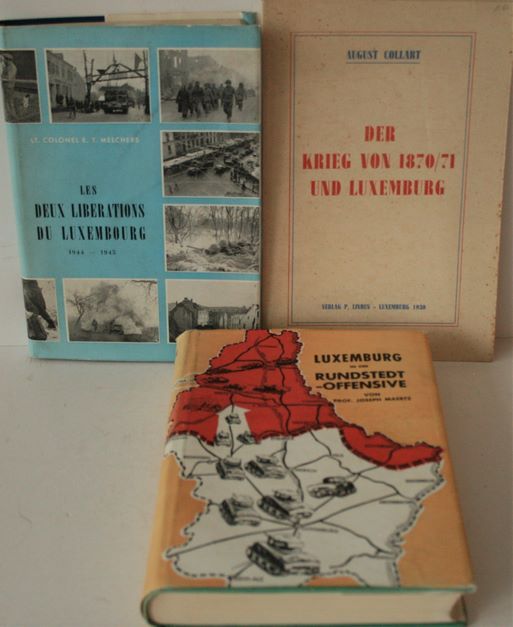 LT. COLONEL E. T. MELCHERS
LES
DEUX LIBERATIONS
DU LUXEMBOURG
1944 - 1945
AUGUST COLLART
DER
KRIEG VON 1870/71
UND LUXEMBURG
VERLAG P. LINDEN - LUXEMBURG 1938
LUXEMBURG
IN DER
RUNDSTEDT
-OFFENSIVE
VON
PROF. JOSEPH MAERTZ